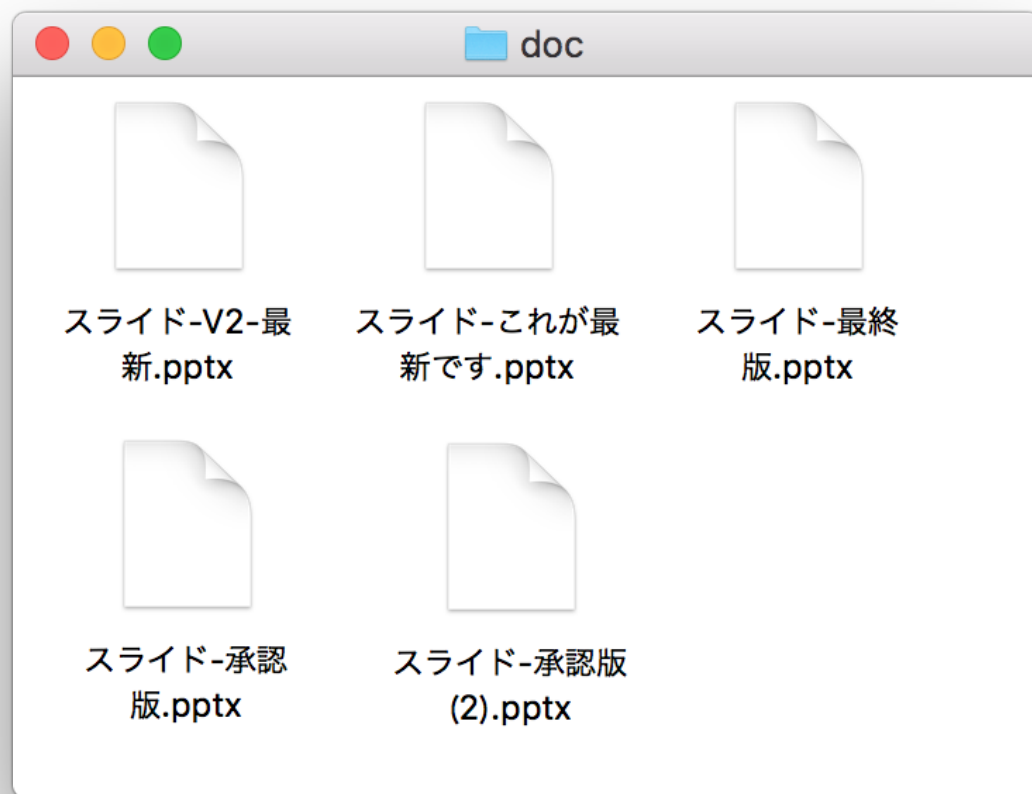 doc
スライド-V2-最
新.pptx
スライド-これが最
新です.pptx
スライド-最終
版.pptx
スライド-承認
版.pptx
スライド-承認版
(2).pptx